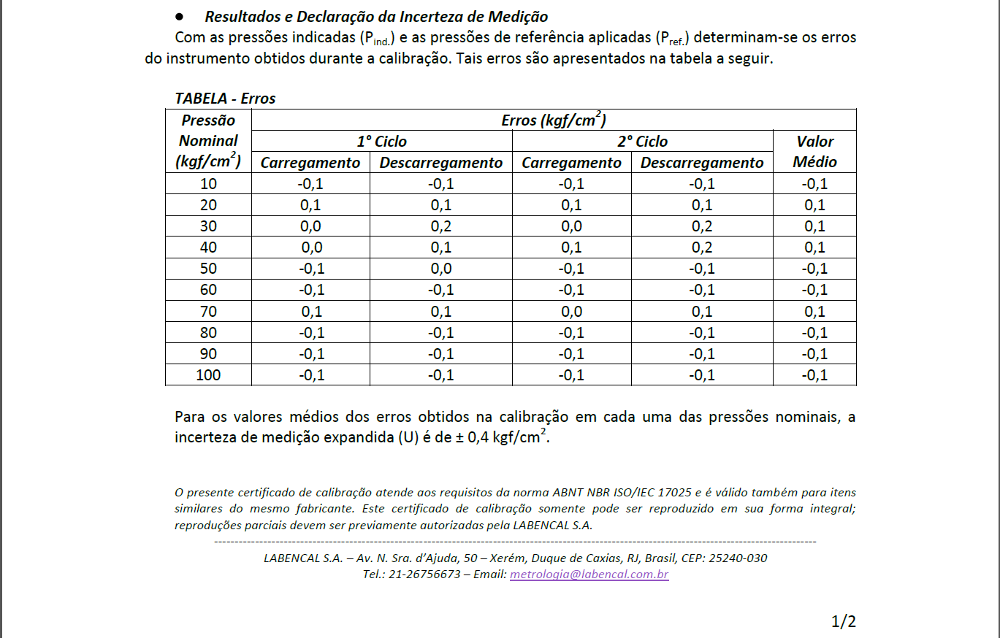 • Resultados e Declaração da Incerteza de Medição
Com as pressões indicadas (Pind.) e as pressões de referência aplicadas (Pref.) determinam-se os erros
do instrumento obtidos durante a calibração. Tais erros são apresentados na tabela a seguir.
TABELA - Erros
Pressão Nominal (kgf/cm²) Erros (kgf/cm²)
1° Ciclo 2° Ciclo Valor Médio
Carregamento Descarregamento Carregamento Descarregamento
10 -0,1 -0,1 -0,1 -0,1 -0,1
20 0,1 0,1 0,1 0,1 0,1
30 0,0 0,2 0,0 0,2 0,1
40 0,0 0,1 0,1 0,2 0,1
50 -0,1 0,0 -0,1 -0,1 -0,1
60 -0,1 -0,1 -0,1 -0,1 -0,1
70 0,1 0,1 0,0 0,1 0,1
80 -0,1 -0,1 -0,1 -0,1 -0,1
90 -0,1 -0,1 -0,1 -0,1 -0,1
100 -0,1 -0,1 -0,1 -0,1 -0,1
Para os valores médios dos erros obtidos na calibração em cada uma das pressões nominais, a
incerteza de medição expandida (U) é de ± 0,4 kgf/cm².
O presente certificado de calibração atende aos requisitos da norma ABNT NBR ISO/IEC 17025 e é válido também para itens
similares do mesmo fabricante. Este certificado de calibração somente pode ser reproduzido em sua forma integral;
reproduções parciais devem ser previamente autorizadas pela LABENCAL S.A.
LABENCAL S.A. – Av. N. Sra. d’Ajuda, 50 – Xerém, Duque de Caxias, RJ, Brasil, CEP: 25240-030
Tel.: 21-26756673 – Email: metrologia@labencal.com.br
1/2